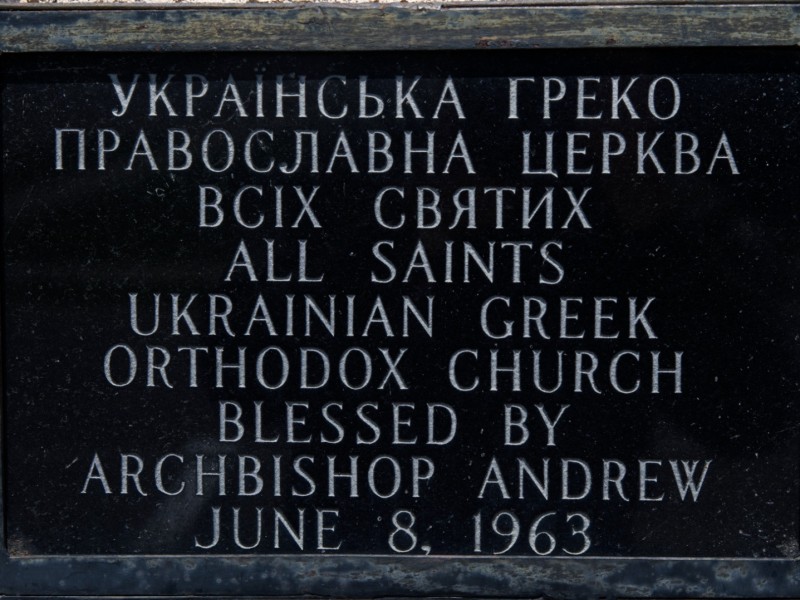 УКРАЇНСЬКА ГРЕКО
ПРАВОСЛАВНА ЦЕРКВА
ВСІХ СВЯТИХ
ALL SAINTS
UKRAINIAN GREEK
ORTHODOX CHURCH
BLESSED BY
ARCHBISHOP ANDREW
JUNE 8, 1963